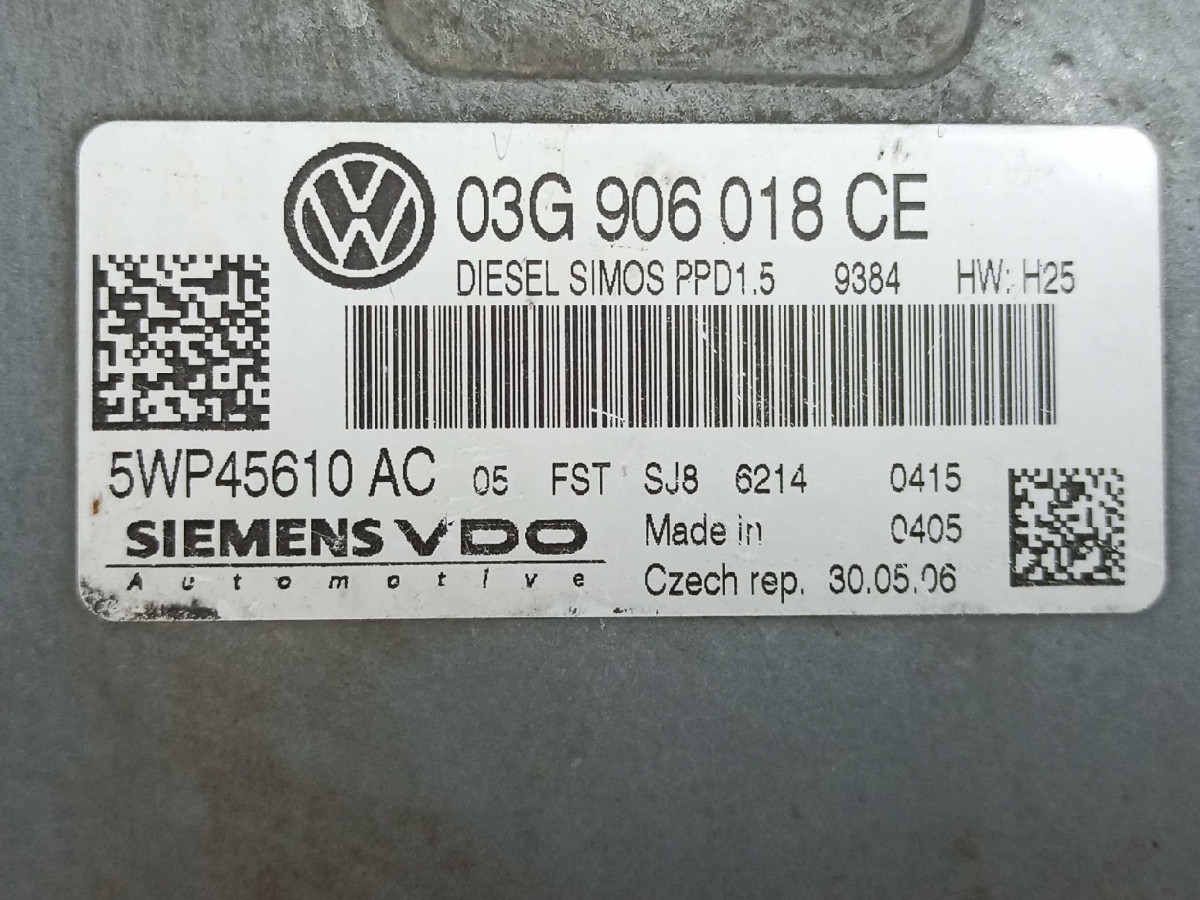 03G 906 018 CE
DIESEL SIMOS PPD1.5 9384 HW: H25
5WP45610 AC 05 FST SJ8 6214 0415
SIEMENS VDO Made in 0405
Automotive Czech rep. 30.05.06